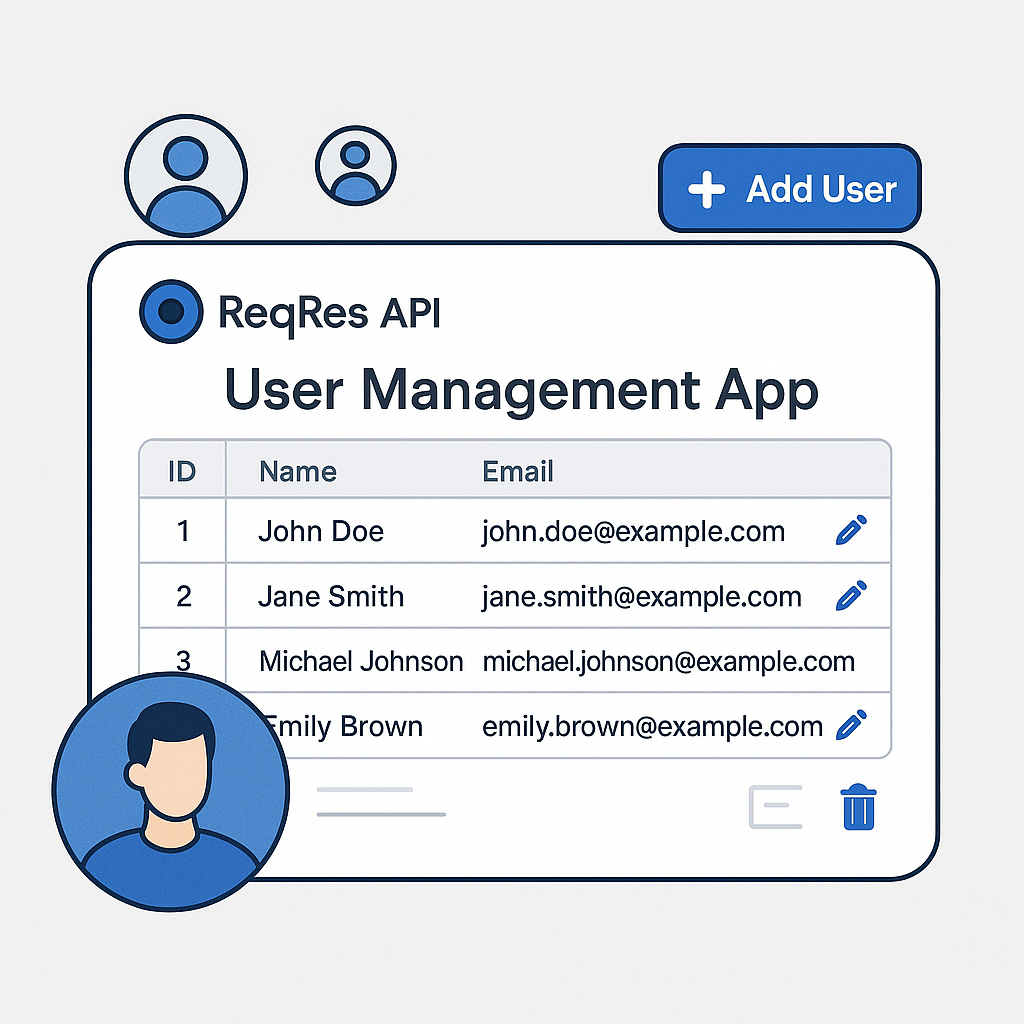 Add User
ReqRes API
User Management App
ID Name Email
1 John Doe john.doe@example.com
2 Jane Smith jane.smith@example.com
3 Michael Johnson michael.johnson@example.com
Emily Brown emily.brown@example.com